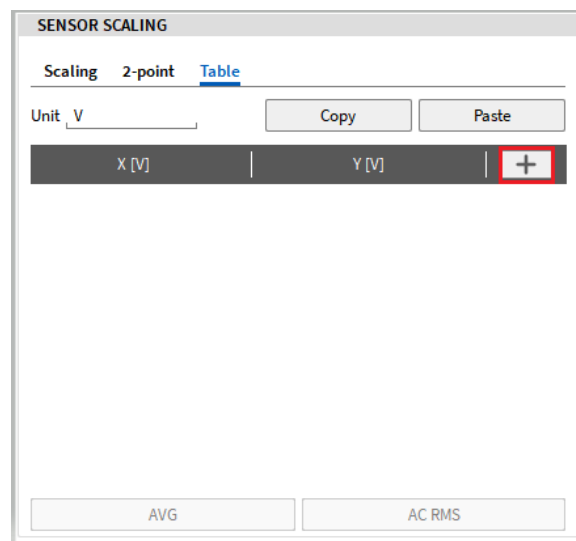 SENSOR SCALING
Scaling 2-point Table
Unit V Copy Paste
X [V] Y [V] +
AVG AC RMS